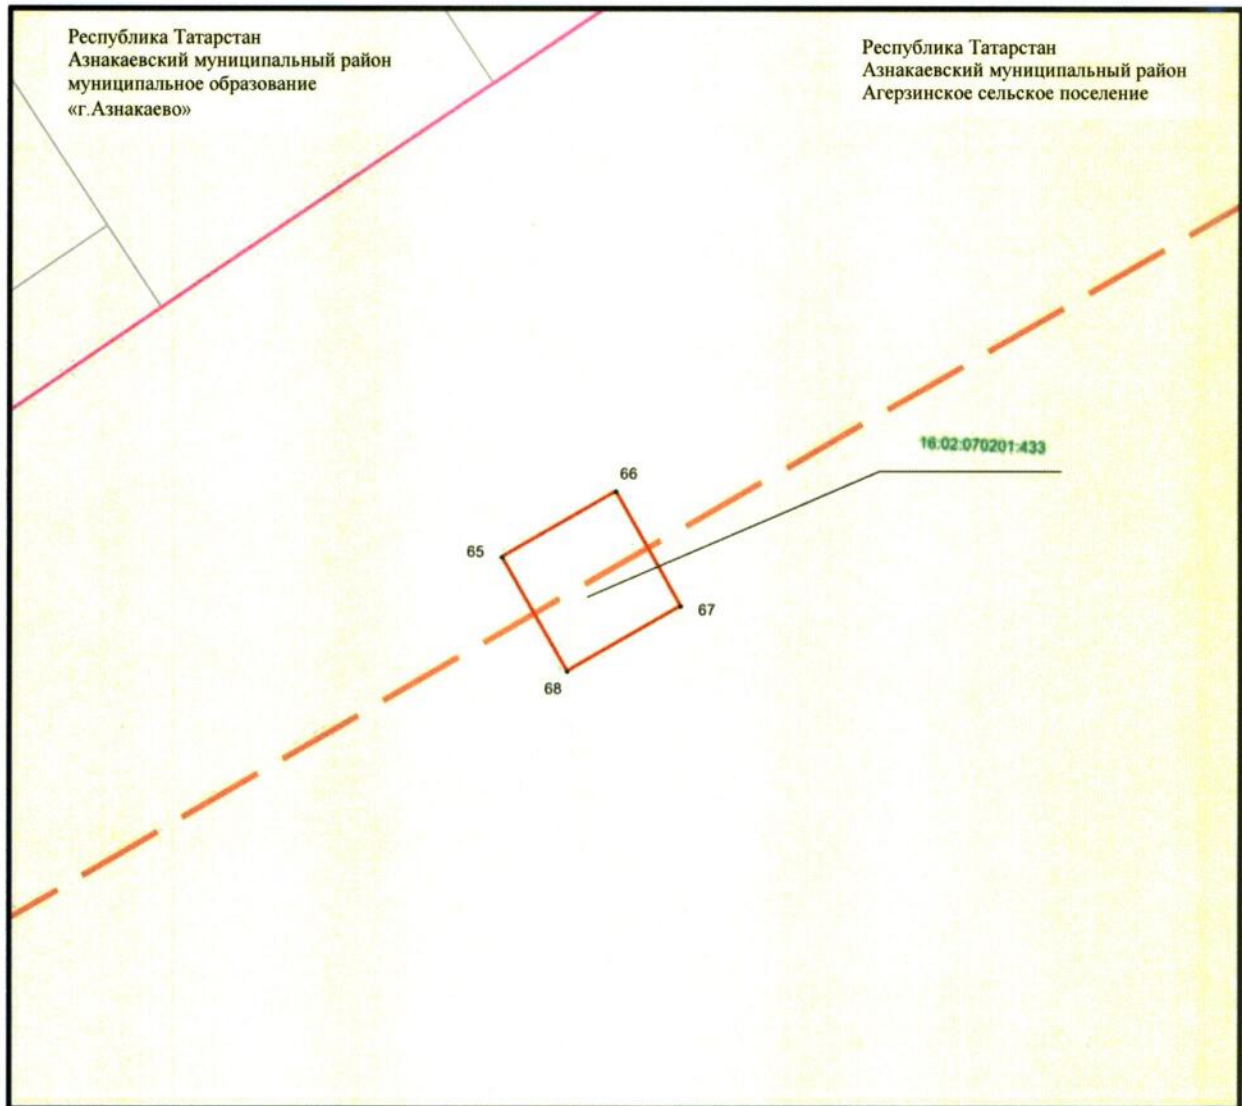 Республика Татарстан
Азнакаевский муниципальный район
муниципальное образование
«г.Азнакаево»
Республика Татарстан
Азнакаевский муниципальный район
Агерзинское сельское поселение
16:02:070201:433
66
65
67
68